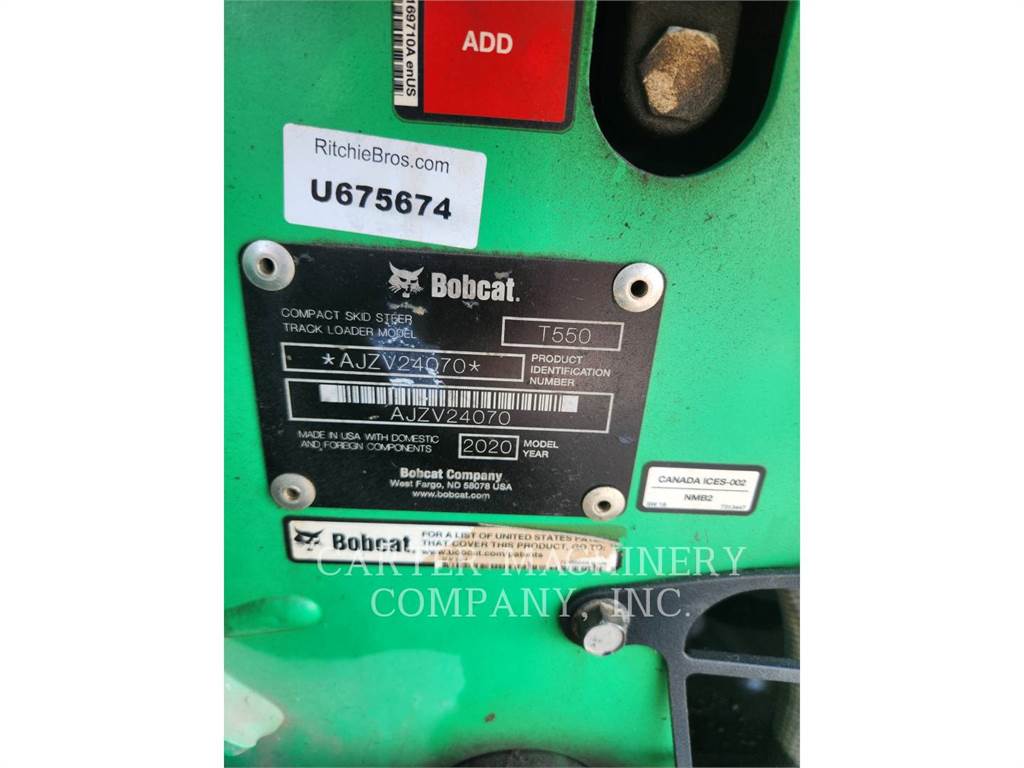 169710A enUS
ADD
RitchieBros.com
U675674
Bobcat.
COMPACT SKID STEER
TRACK LOADER MODEL
T550
*AJZV24070*
PRODUCT
IDENTIFICATION
NUMBER
AJZV24070
MADE IN USA WITH DOMESTIC
AND FOREIGN COMPONENTS
2020
MODEL
YEAR
Bobcat Company
West Fargo, ND 58078 USA
www.bobcat.com
CANADA ICES-002
NMB2
Bobcat.
FOR A LIST OF UNITED STATES
THAT COVER THIS PRODUCT, GO TO:
CARTER MACHINERY
COMPANY, INC.